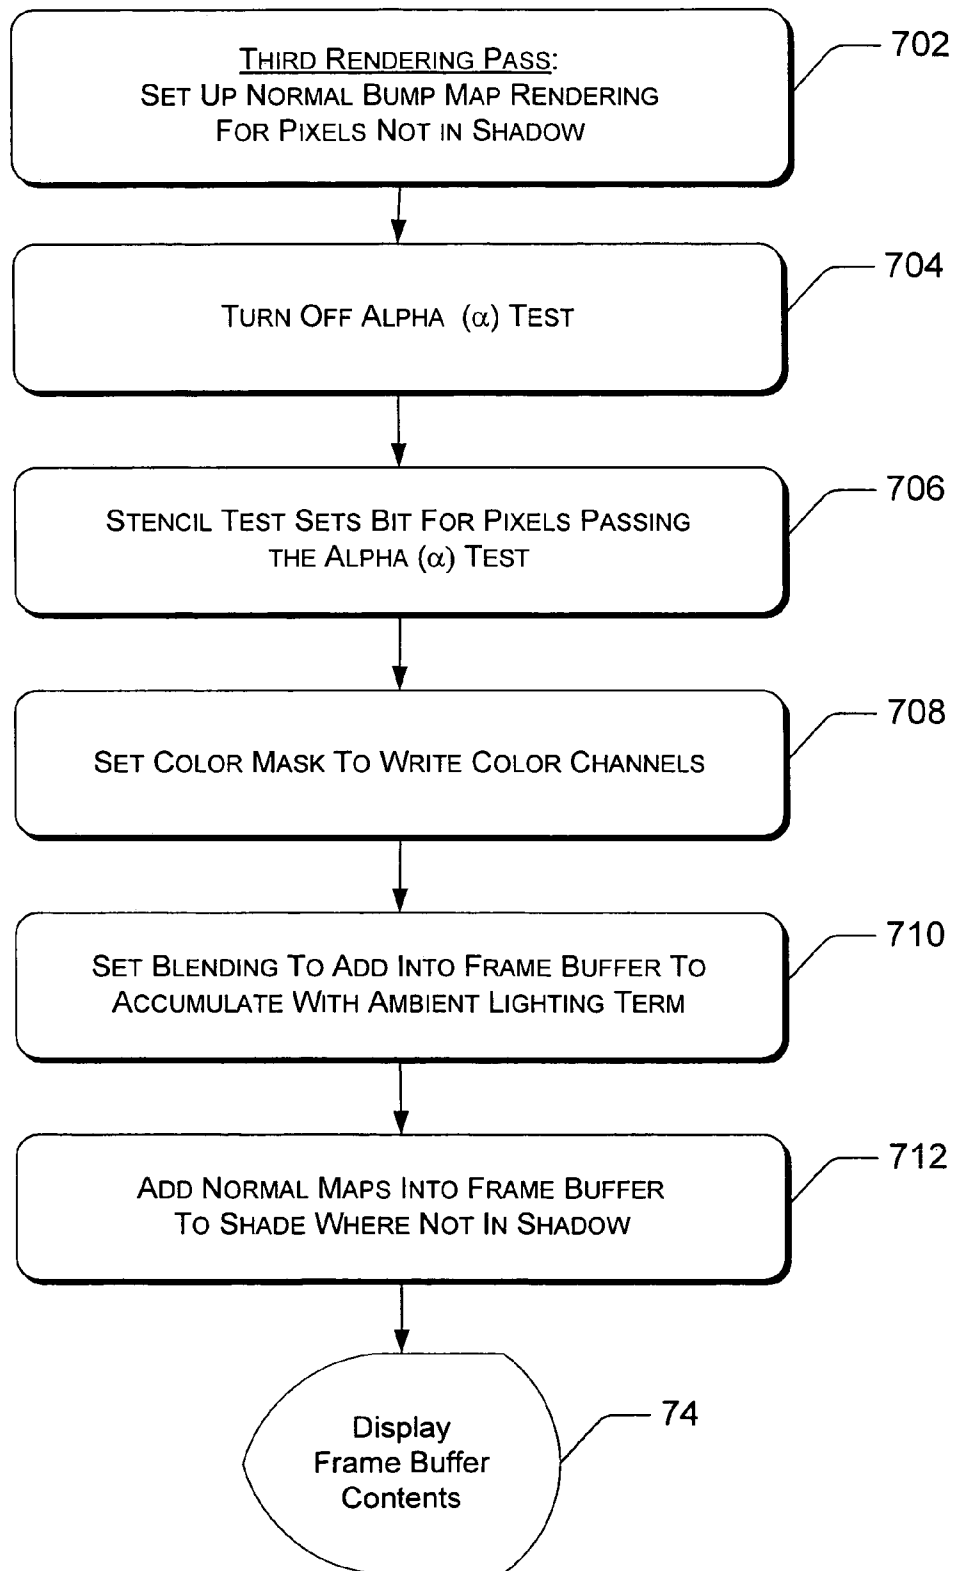 THIRD RENDERING PASS:
SET UP NORMAL BUMP MAP RENDERING
FOR PIXELS NOT IN SHADOW
702
TURN OFF ALPHA (α) TEST
704
STENCIL TEST SETS BIT FOR PIXELS PASSING
THE ALPHA (α) TEST
706
SET COLOR MASK TO WRITE COLOR CHANNELS
708
SET BLENDING TO ADD INTO FRAME BUFFER TO
ACCUMULATE WITH AMBIENT LIGHTING TERM
710
ADD NORMAL MAPS INTO FRAME BUFFER
TO SHADE WHERE NOT IN SHADOW
712
Display
Frame Buffer
Contents
74